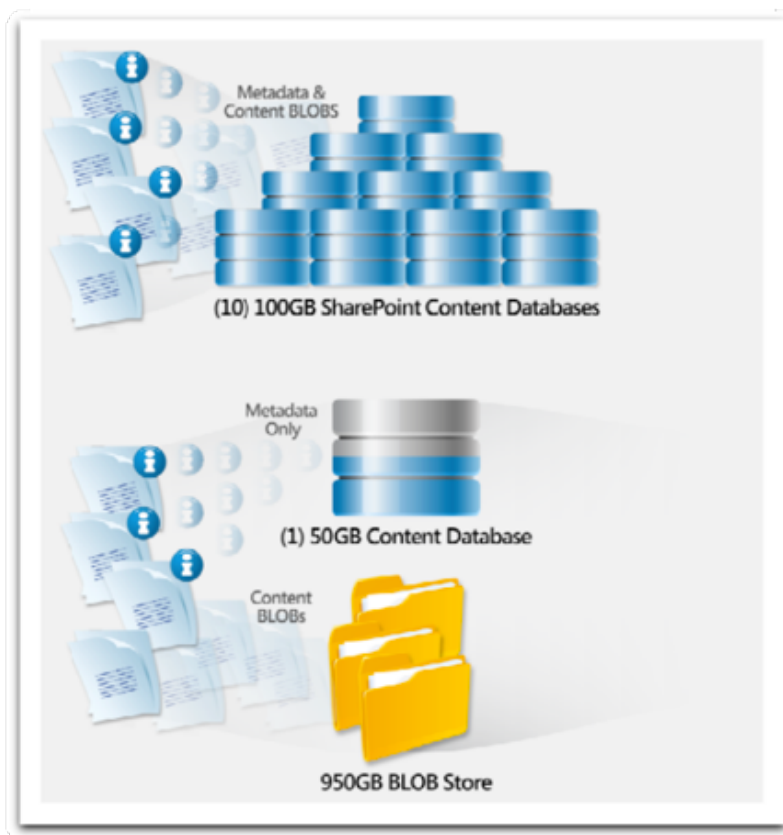 Metadata &
Content BLOBS
(10) 100GB SharePoint Content Databases
Metadata
Only
(1) 50GB Content Database
Content
BLOBs
950GB BLOB Store